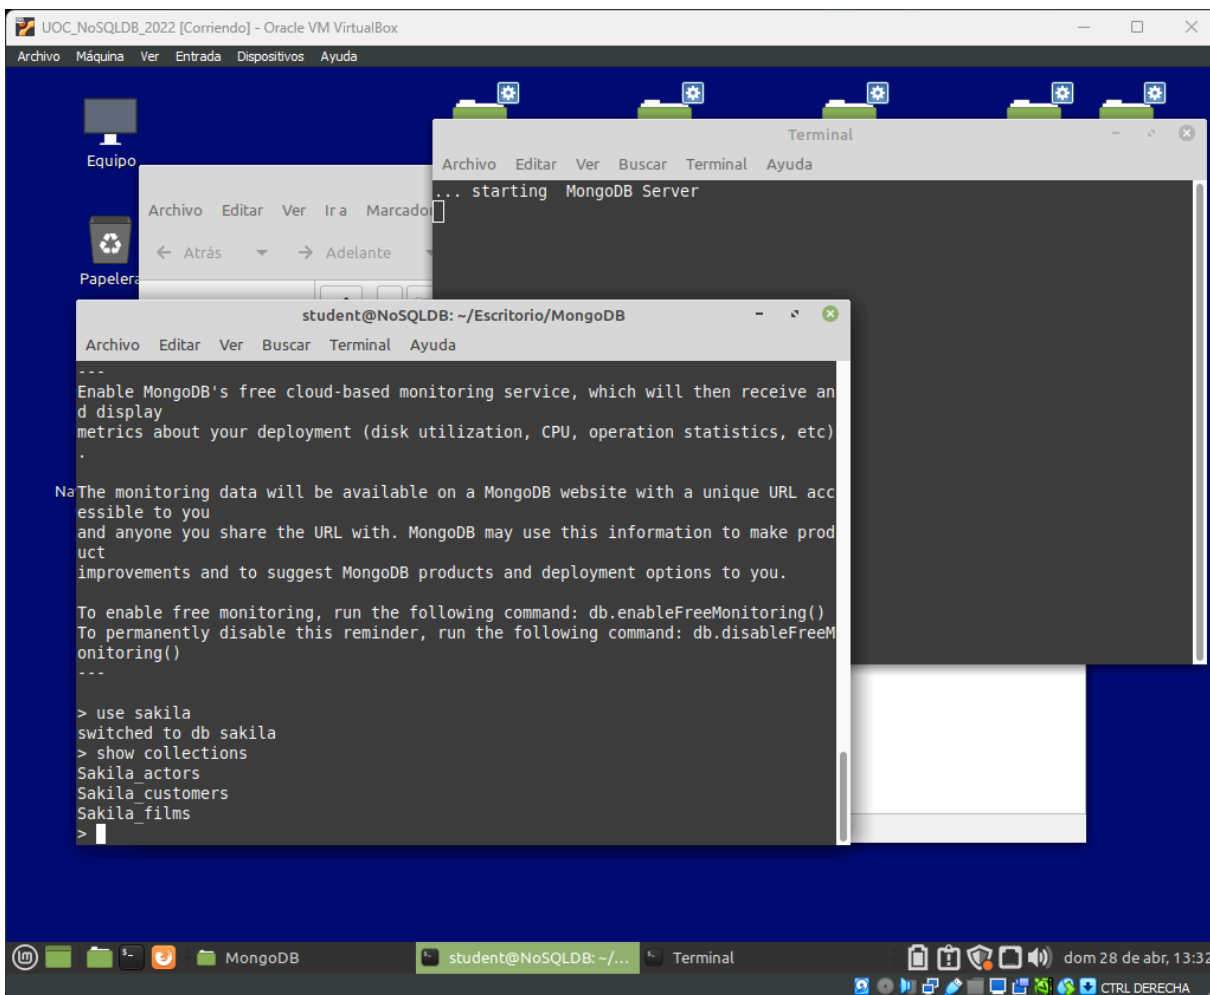 UOC_NoSQLDB_2022 [Corriendo] - Oracle VM VirtualBox
Archivo Máquina Ver Entrada Dispositivos Ayuda
Equipo
Papelera
Terminal
Archivo Editar Ver Buscar Terminal Ayuda
... starting  MongoDB Server
Archivo Editar Ver Ir a Marcador
Atrás Adelante
student@NoSQLDB: ~/Escritorio/MongoDB
Archivo Editar Ver Buscar Terminal Ayuda
---
Enable MongoDB's free cloud-based monitoring service, which will then receive an
d display
metrics about your deployment (disk utilization, CPU, operation statistics, etc)
.
Na
The monitoring data will be available on a MongoDB website with a unique URL acc
essible to you
and anyone you share the URL with. MongoDB may use this information to make prod
uct
improvements and to suggest MongoDB products and deployment options to you.
To enable free monitoring, run the following command: db.enableFreeMonitoring()
To permanently disable this reminder, run the following command: db.disableFreeM
onitoring()
---
> use sakila
switched to db sakila
> show collections
Sakila_actors
Sakila_customers
Sakila_films
>
MongoDB student@NoSQLDB: ~/... Terminal dom 28 de abr, 13:32
CTRL DERECHA